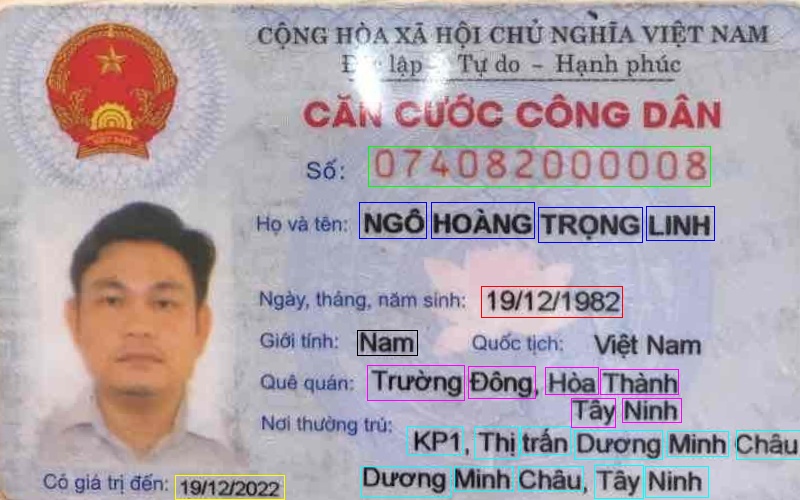 CỘNG HÒA XÃ HỘI CHỦ NGHĨA VIỆT NAM
lập - Tự do - Hạnh phúc
CĂN CƯỚC CÔNG DÂN
Số: 074082000008
Họ và tên: NGÔ HOÀNG TRỌNG LINH
Ngày, tháng, năm sinh: 19/12/1982
Giới tính: Nam Quốc tịch: Việt Nam
Quê quán: Trường Đông, Hòa Thành
Tây Ninh
Nơi thường trú:
KP1, Thị trấn Dương Minh Châu
Dương Minh Châu, Tây Ninh
Có giá trị đến: 19/12/2022